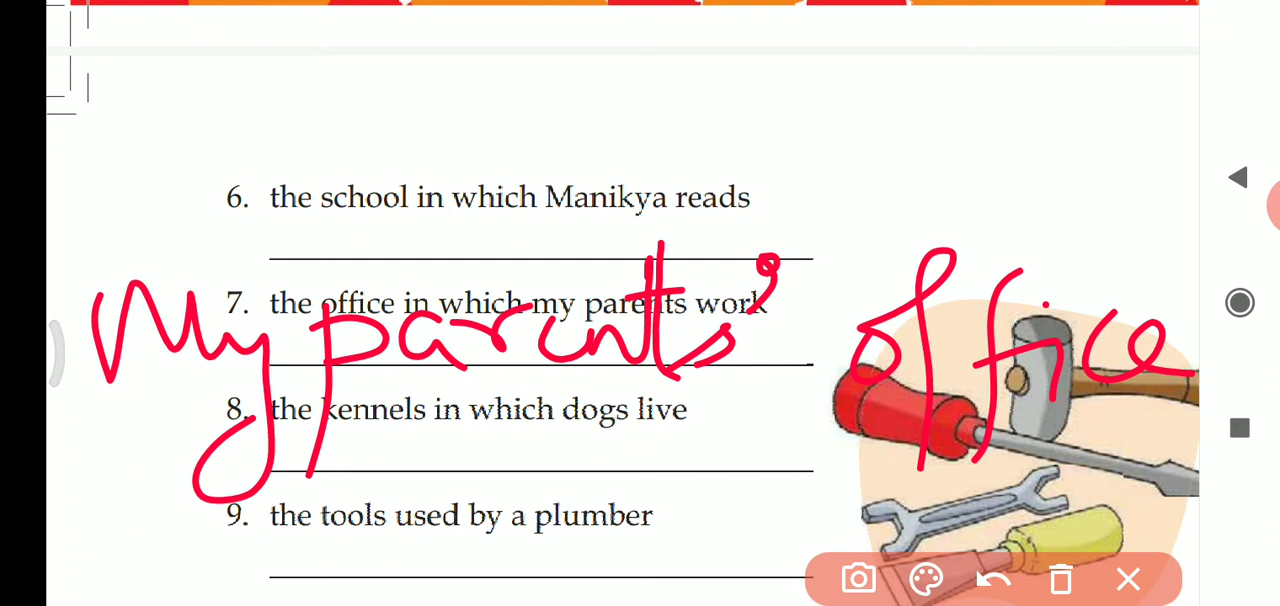 6. the school in which Manikya reads
7. the office in which my parents work
My parents' office
8. the kennels in which dogs live
9. the tools used by a plumber